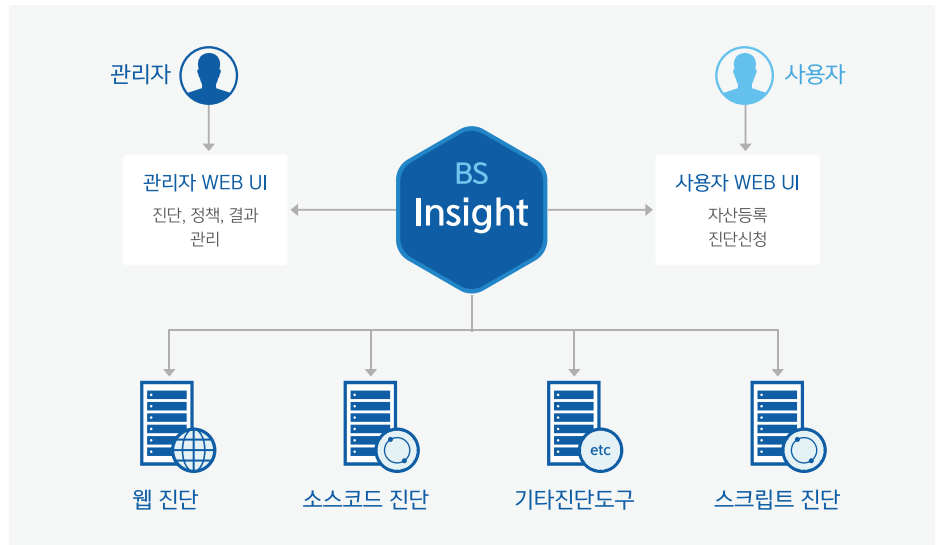 관리자
사용자
관리자 WEB UI
진단, 정책, 결과
관리
BS
Insight
사용자 WEB UI
자산등록
진단신청
웹 진단
소스코드 진단
etc
기타진단도구
스크립트 진단